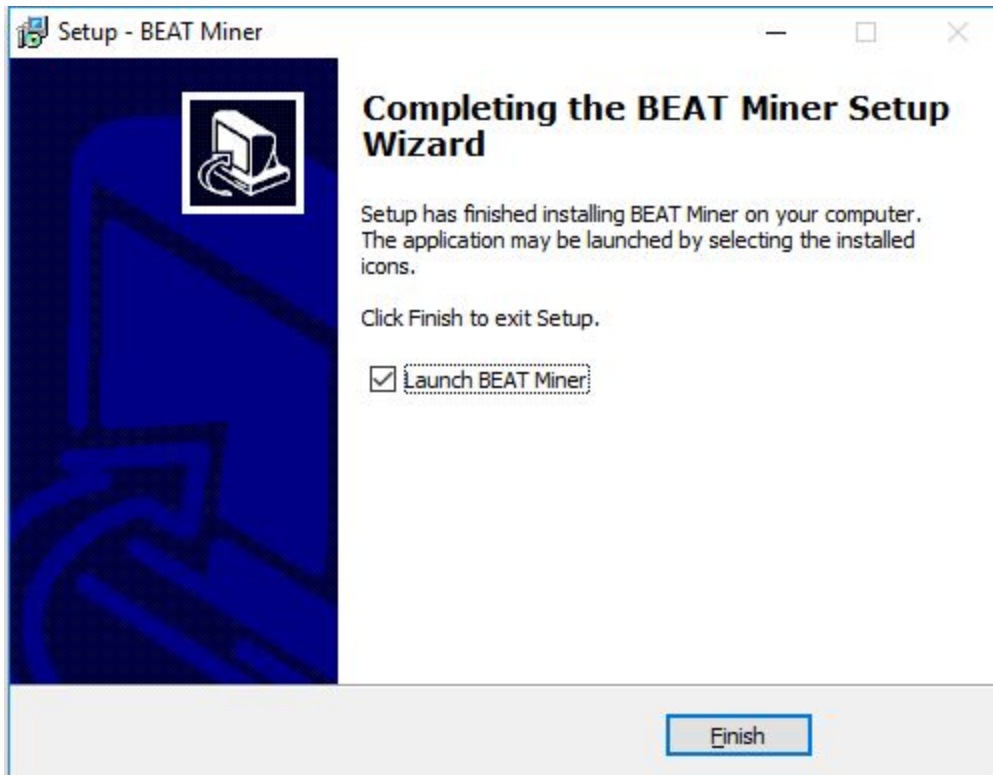 Setup - BEAT Miner
Completing the BEAT Miner Setup
Wizard
Setup has finished installing BEAT Miner on your computer.
The application may be launched by selecting the installed
icons.
Click Finish to exit Setup.
Launch BEAT Miner
Finish